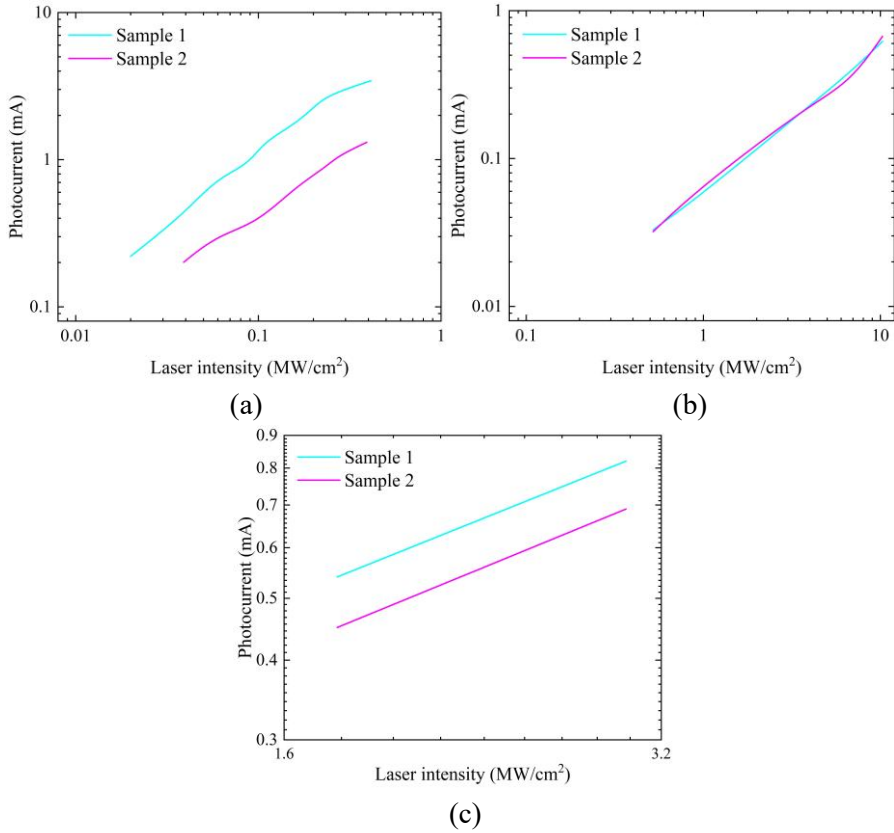 10
Sample 1
Sample 2
1
0.1
Photocurrent (mA)
0.01
0.1
1
Laser intensity (MW/cm²)
(a)
1
Sample 1
Sample 2
0.1
0.01
Photocurrent (mA)
0.1
1
10
Laser intensity (MW/cm²)
(b)
0.9
Sample 1
Sample 2
0.8
0.7
0.6
0.5
0.4
0.3
Photocurrent (mA)
1.6
3.2
Laser intensity (MW/cm²)
(c)